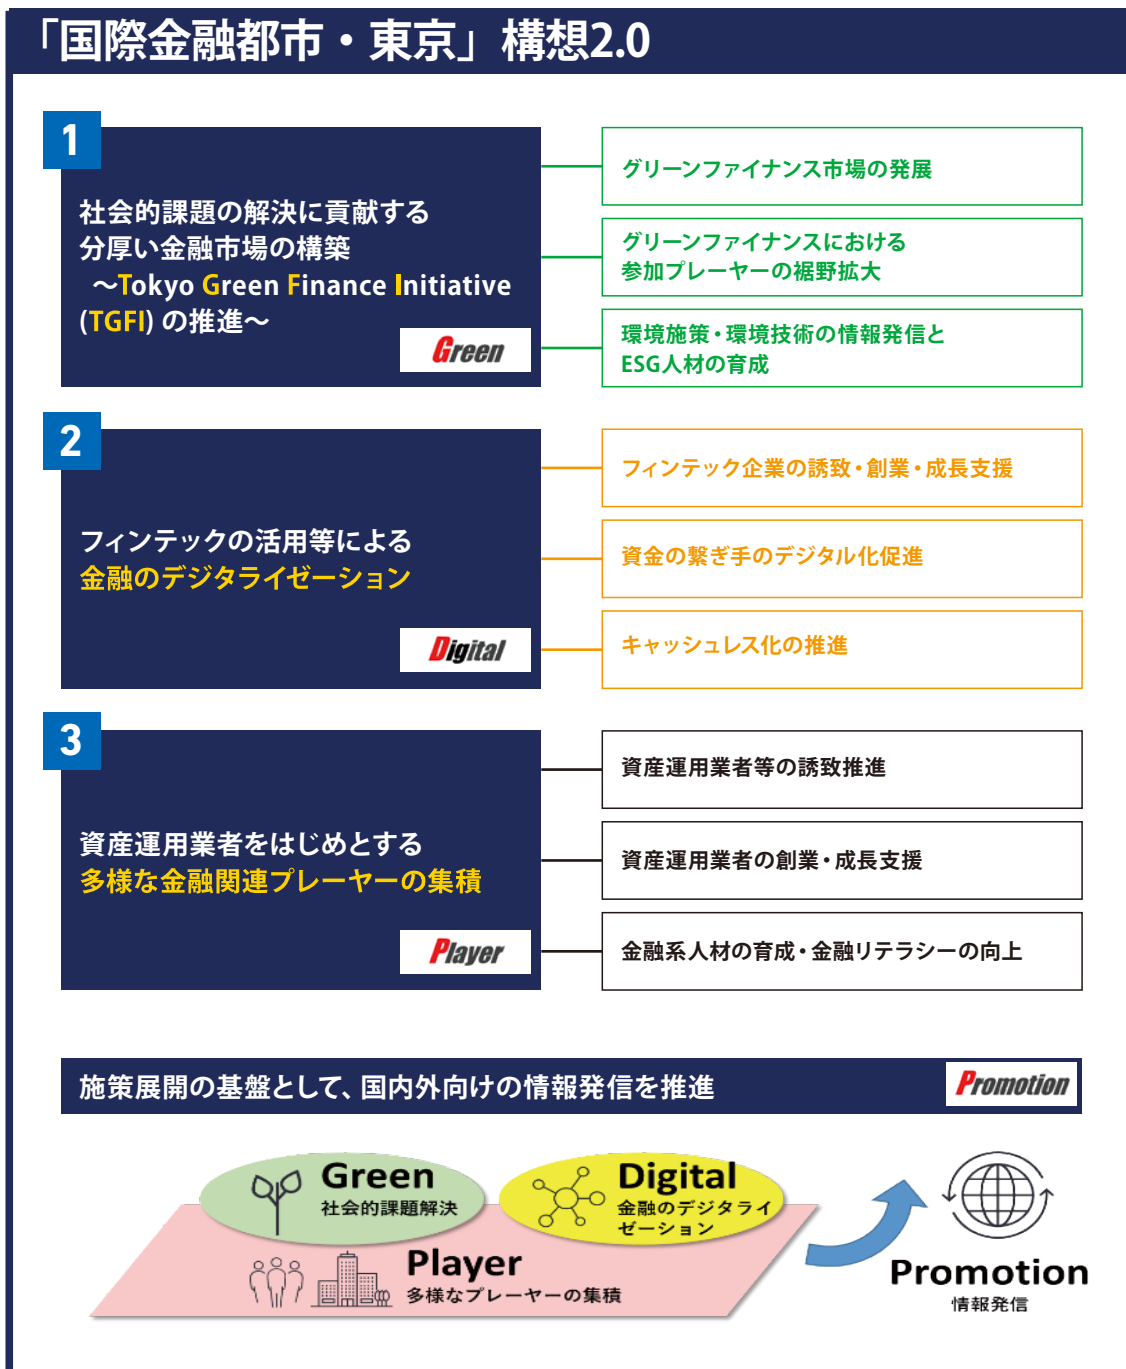 「国際金融都市・東京」構想2.0
1
社会的課題の解決に貢献する
分厚い金融市場の構築
～Tokyo Green Finance Initiative
(TGFI) の推進～
Green
グリーンファイナンス市場の発展
グリーンファイナンスにおける
参加プレーヤーの裾野拡大
環境施策・環境技術の情報発信と
ESG人材の育成
2
フィンテックの活用等による
金融のデジタライゼーション
Digital
フィンテック企業の誘致・創業・成長支援
資金の繋ぎ手のデジタル化促進
キャッシュレス化の推進
3
資産運用業者をはじめとする
多様な金融関連プレーヤーの集積
Player
資産運用業者等の誘致推進
資産運用業者の創業・成長支援
金融系人材の育成・金融リテラシーの向上
施策展開の基盤として、国内外向けの情報発信を推進
Promotion
Green
社会的課題解決
Digital
金融のデジタライ
ゼーション
Player
多様なプレーヤーの集積
Promotion
情報発信